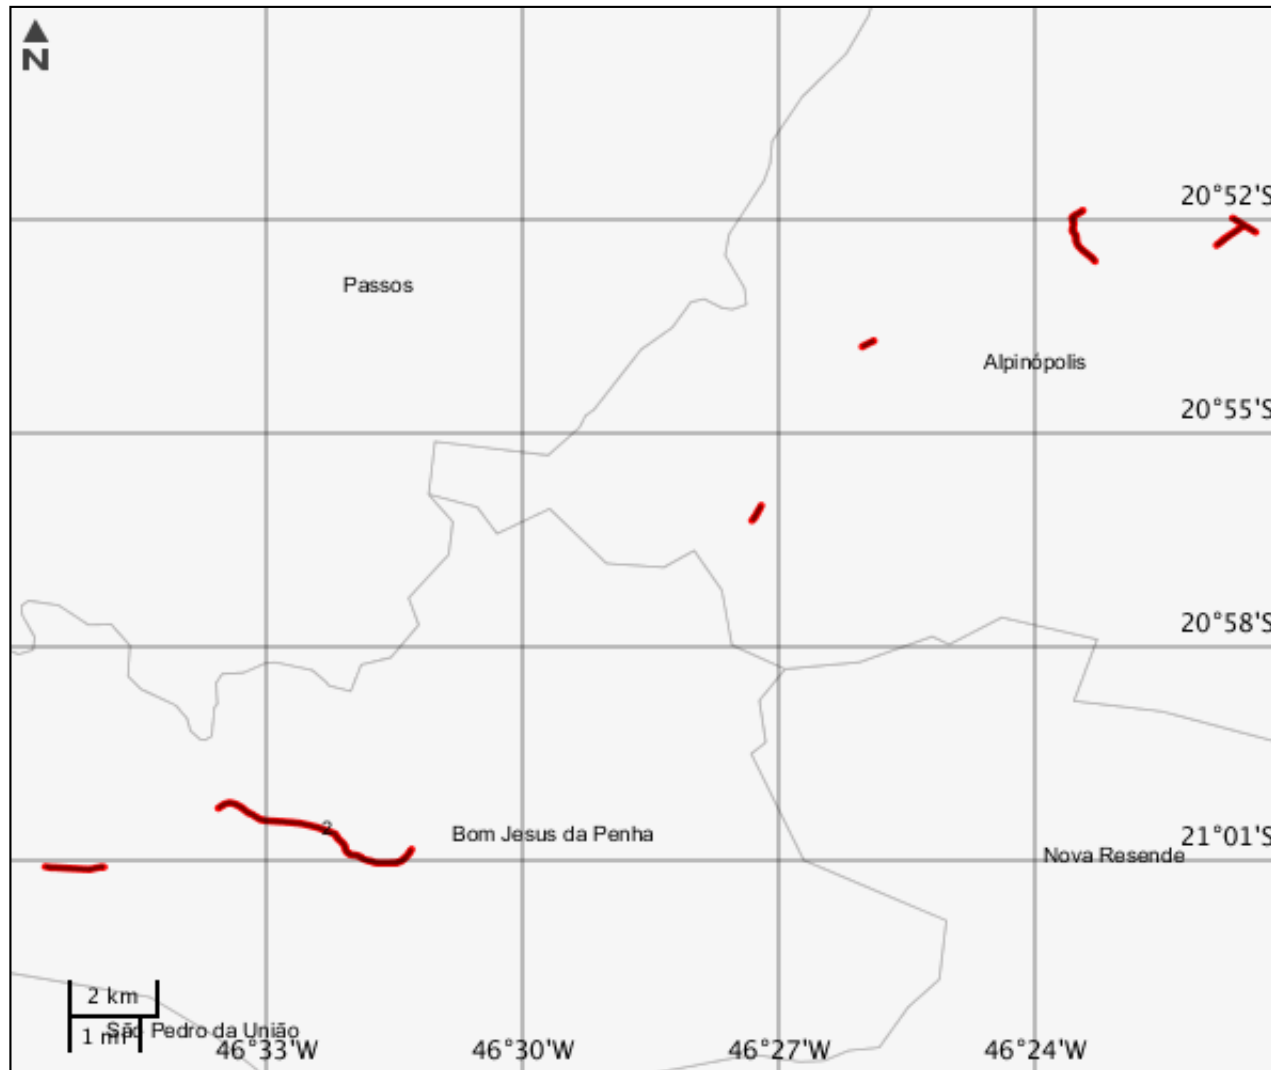 N
20°52'S
Passos
Alpinópolis
20°55'S
20°58'S
2
Bom Jesus da Penha
21°01'S
Nova Resende
2 km
1 mi
São Pedro da União
46°33'W
46°30'W
46°27'W
46°24'W